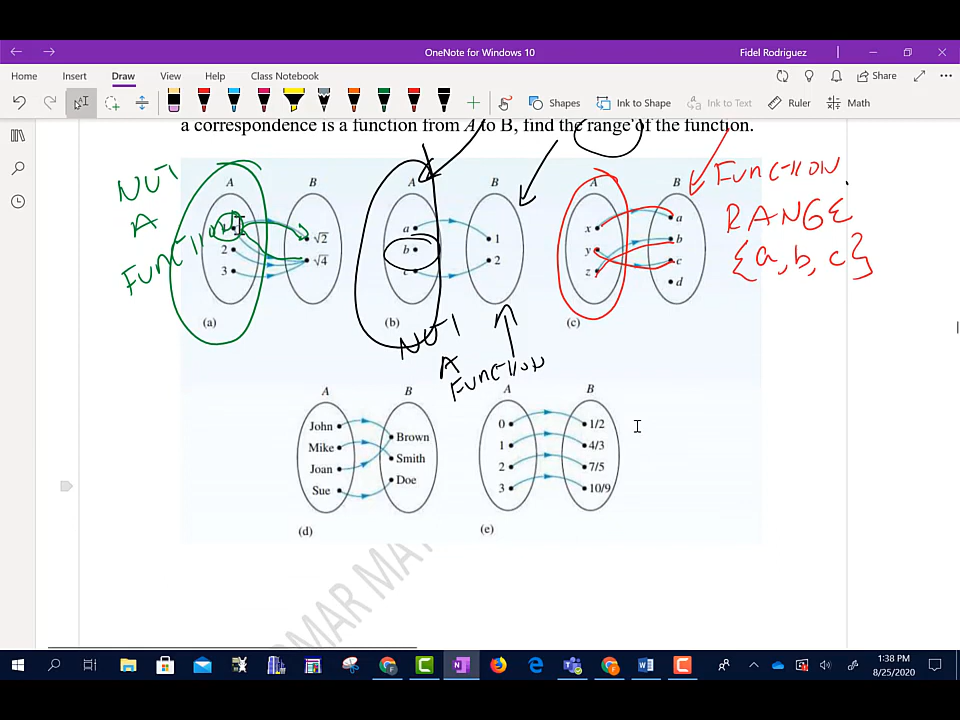 OneNote for Windows 10
Fidel Rodriguez
Home Insert Draw View Help Class Notebook
Share
Shapes Ink to Shape Ink to Text Ruler Math
a correspondence is a function from A to B, find the range of the function.
A B A B A B
NOT
A
FUNCTION
2
3
√2
√4
(a)
a
b
1
2
(b)
NOT
A
FUNCTION
x
y
z
a
b
c
d
(c)
FUNCTION
RANGE
{a, b, c}
A B A B
John
Mike
Joan
Sue
Brown
Smith
Doe
(d)
0
1
2
3
1/2
4/3
7/5
10/9
(e)
OMAR MA
1:38 PM
8/25/2020